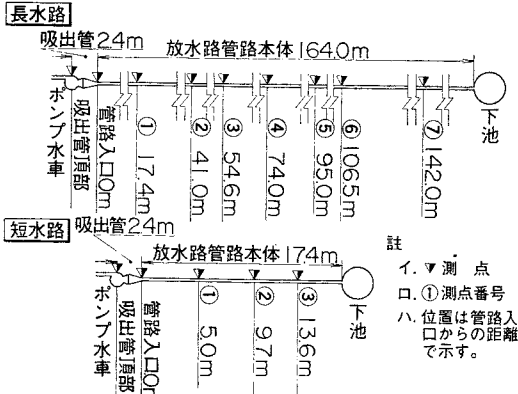 長水路
吸出管2.4m
放水路管路本体164.0m
ポンプ水車
吸出管頂部
管路入口0m
① 17.4m
② 41.0m
③ 54.6m
④ 74.0m
⑤ 95.0m
⑥ 106.5m
⑦ 142.0m
下池
短水路
吸出管2.4m
放水路管路本体17.4m
ポンプ水車
吸出管頂部
管路入口0m
① 5.0m
② 9.7m
③ 13.6m
下池
註
イ. ▼測点
ロ. ①測点番号
ハ. 位置は管路入
口からの距離
で示す。